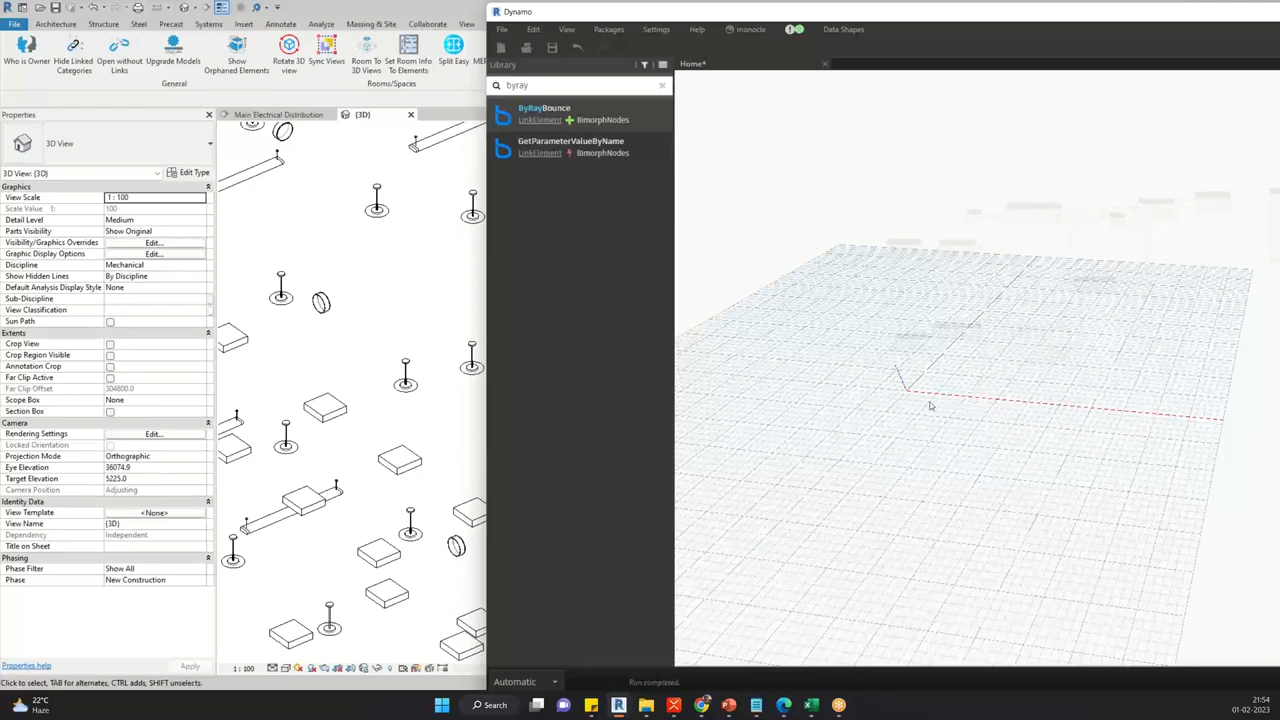 Dynamo
File Architecture Structure Steel Precast Systems Insert Annotate Analyze Massing & Site Collaborate View
File Edit View Packages Settings Help monocle Data Shapes
Who is Owner
Hide Linked Categories
Open without Links
Upgrade Models
Show Orphaned Elements
Rotate 3D view
Sync Views
Room To 3D Views
Set Room Info To Elements
Split Easy
General
Rooms/Spaces
Library
Home*
byray
ByRayBounce
LinkElement BimorphNodes
GetParameterValueByName
LinkElement BimorphNodes
Properties
Main Electrical Distribution
{3D}
3D View
3D View: {3D} Edit Type
Graphics
View Scale 1 : 100
Scale Value 1: 100
Detail Level Medium
Parts Visibility Show Original
Visibility/Graphics Overrides Edit...
Graphic Display Options Edit...
Discipline Mechanical
Show Hidden Lines By Discipline
Default Analysis Display Style None
Sub-Discipline
View Classification
Sun Path
Extents
Crop View
Crop Region Visible
Annotation Crop
Far Clip Active
Far Clip Offset 304800.0
Scope Box None
Section Box
Camera
Rendering Settings Edit...
Locked Orientation
Projection Mode Orthographic
Eye Elevation 36074.9
Target Elevation 5225.0
Camera Position Adjusting
Identity Data
View Template <None>
View Name {3D}
Dependency Independent
Title on Sheet
Phasing
Phase Filter Show All
Phase New Construction
Properties help Apply
1 : 100
Click to select, TAB for alternates, CTRL adds, SHIFT unselects.
Automatic Run completed.
22°C
Haze
Search
21:54
01-02-2023